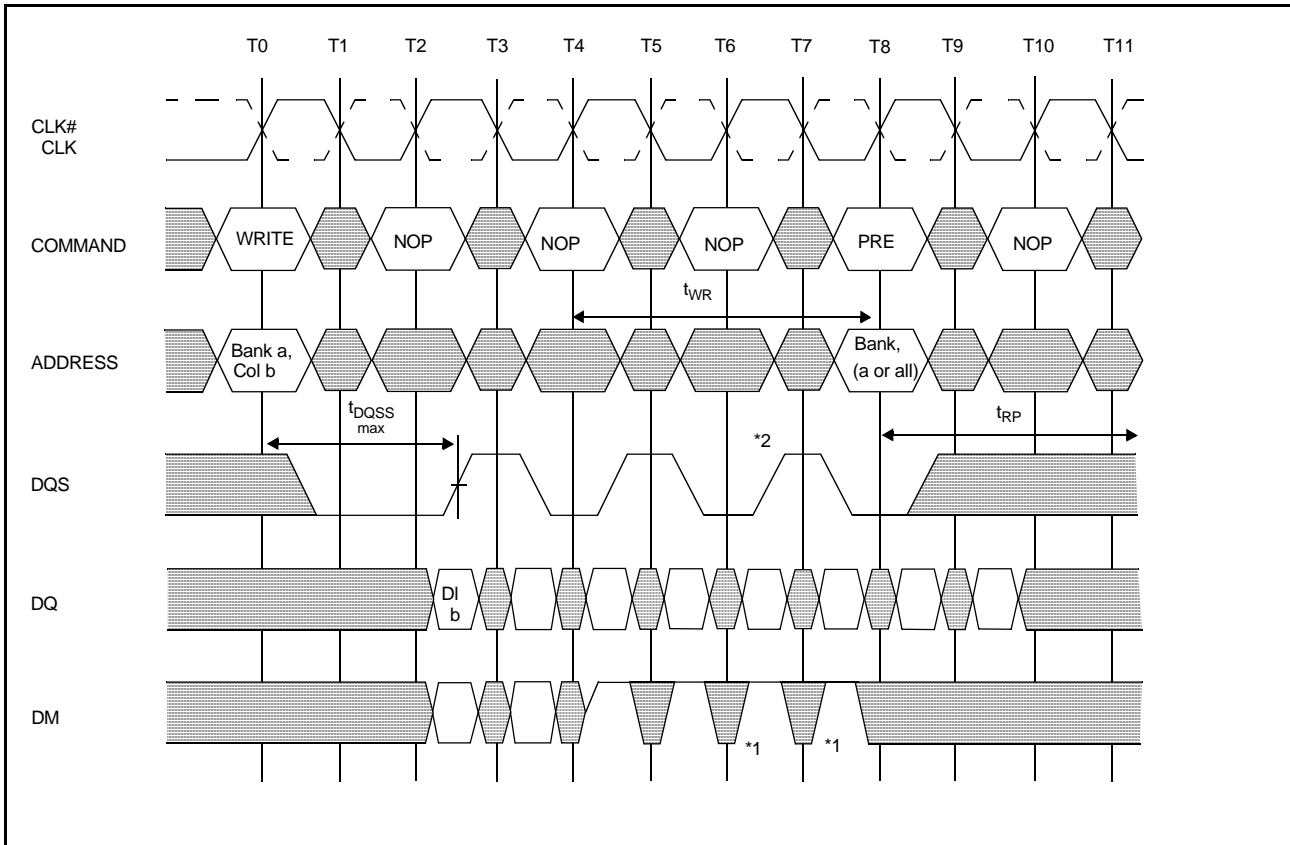 T0 T1 T2 T3 T4 T5 T6 T7 T8 T9 T10 T11
CLK#
CLK
COMMAND
WRITE NOP NOP NOP PRE NOP
tWR
ADDRESS
Bank a,
Col b
Bank,
(a or all)
tDQSS
max
tRP
*2
DQS
DQ
DI
b
DM
*1 *1